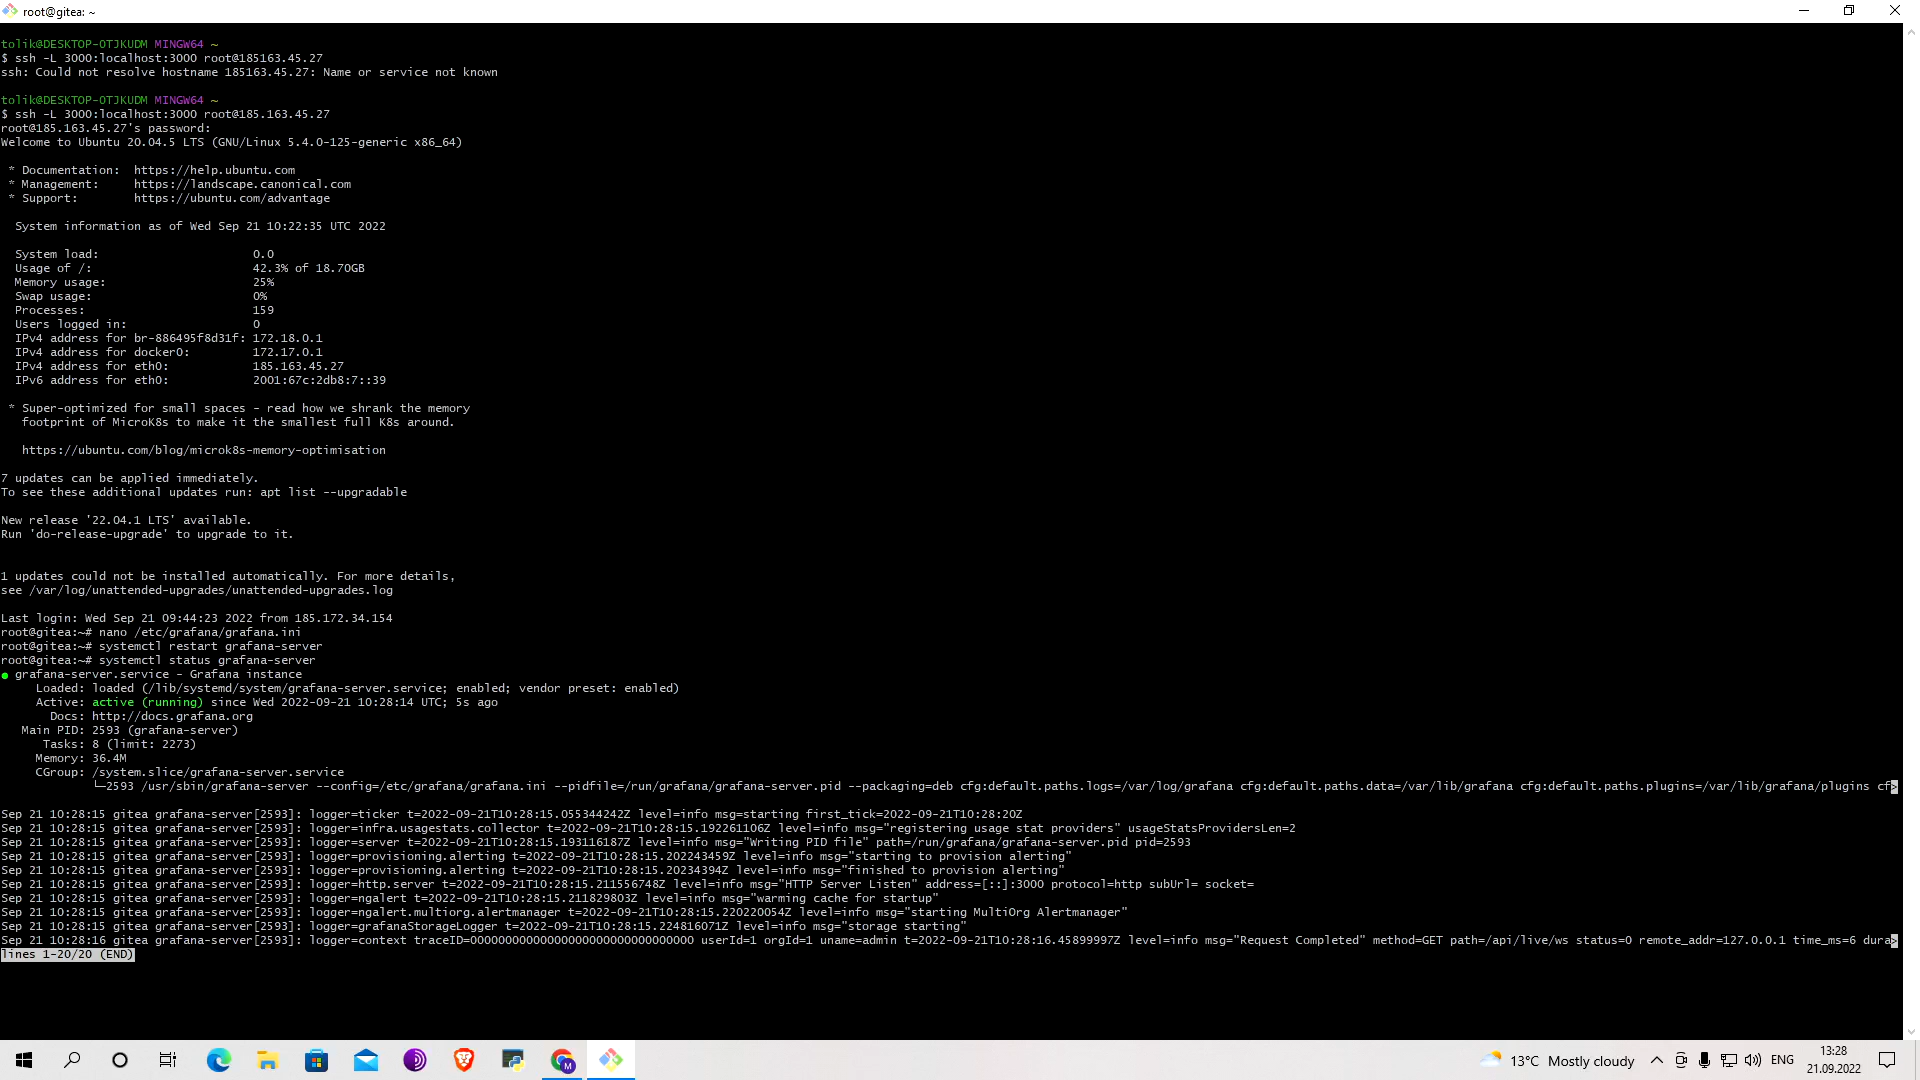 root@gitea: ~
tolik@DESKTOP-OTJKUDM MINGW64 ~
$ ssh -L 3000:localhost:3000 root@185163.45.27
ssh: Could not resolve hostname 185163.45.27: Name or service not known
tolik@DESKTOP-OTJKUDM MINGW64 ~
$ ssh -L 3000:localhost:3000 root@185.163.45.27
root@185.163.45.27's password:
Welcome to Ubuntu 20.04.5 LTS (GNU/Linux 5.4.0-125-generic x86_64)
* Documentation:  https://help.ubuntu.com
* Management:     https://landscape.canonical.com
* Support:        https://ubuntu.com/advantage
System information as of Wed Sep 21 10:22:35 UTC 2022
System load:                      0.0
Usage of /:                       42.3% of 18.70GB
Memory usage:                     25%
Swap usage:                       0%
Processes:                        159
Users logged in:                  0
IPv4 address for br-886495f8d31f: 172.18.0.1
IPv4 address for docker0:         172.17.0.1
IPv4 address for eth0:            185.163.45.27
IPv6 address for eth0:            2001:67c:2db8:7::39
* Super-optimized for small spaces - read how we shrank the memory
footprint of MicroK8s to make it the smallest full K8s around.
https://ubuntu.com/blog/microk8s-memory-optimisation
7 updates can be applied immediately.
To see these additional updates run: apt list --upgradable
New release '22.04.1 LTS' available.
Run 'do-release-upgrade' to upgrade to it.
1 updates could not be installed automatically. For more details,
see /var/log/unattended-upgrades/unattended-upgrades.log
Last login: Wed Sep 21 09:44:23 2022 from 185.172.34.154
root@gitea:~# nano /etc/grafana/grafana.ini
root@gitea:~# systemctl restart grafana-server
root@gitea:~# systemctl status grafana-server
● grafana-server.service - Grafana instance
Loaded: loaded (/lib/systemd/system/grafana-server.service; enabled; vendor preset: enabled)
Active: active (running) since Wed 2022-09-21 10:28:14 UTC; 5s ago
Docs: http://docs.grafana.org
Main PID: 2593 (grafana-server)
Tasks: 8 (limit: 2273)
Memory: 36.4M
CGroup: /system.slice/grafana-server.service
└─2593 /usr/sbin/grafana-server --config=/etc/grafana/grafana.ini --pidfile=/run/grafana/grafana-server.pid --packaging=deb cfg:default.paths.logs=/var/log/grafana cfg:default.paths.data=/var/lib/grafana cfg:default.paths.plugins=/var/lib/grafana/plugins cf>
Sep 21 10:28:15 gitea grafana-server[2593]: logger=ticker t=2022-09-21T10:28:15.055344242Z level=info msg=starting first_tick=2022-09-21T10:28:20Z
Sep 21 10:28:15 gitea grafana-server[2593]: logger=infra.usagestats.collector t=2022-09-21T10:28:15.192261106Z level=info msg="registering usage stat providers" usageStatsProvidersLen=2
Sep 21 10:28:15 gitea grafana-server[2593]: logger=server t=2022-09-21T10:28:15.193116187Z level=info msg="Writing PID file" path=/run/grafana/grafana-server.pid pid=2593
Sep 21 10:28:15 gitea grafana-server[2593]: logger=provisioning.alerting t=2022-09-21T10:28:15.202243459Z level=info msg="starting to provision alerting"
Sep 21 10:28:15 gitea grafana-server[2593]: logger=provisioning.alerting t=2022-09-21T10:28:15.20234394Z level=info msg="finished to provision alerting"
Sep 21 10:28:15 gitea grafana-server[2593]: logger=http.server t=2022-09-21T10:28:15.211556748Z level=info msg="HTTP Server Listen" address=[::]:3000 protocol=http subUrl= socket=
Sep 21 10:28:15 gitea grafana-server[2593]: logger=ngalert t=2022-09-21T10:28:15.211829803Z level=info msg="warming cache for startup"
Sep 21 10:28:15 gitea grafana-server[2593]: logger=ngalert.multiorg.alertmanager t=2022-09-21T10:28:15.220220054Z level=info msg="starting MultiOrg Alertmanager"
Sep 21 10:28:15 gitea grafana-server[2593]: logger=grafanaStorageLogger t=2022-09-21T10:28:15.224816071Z level=info msg="storage starting"
Sep 21 10:28:16 gitea grafana-server[2593]: logger=context traceID=00000000000000000000000000000000 userId=1 orgId=1 uname=admin t=2022-09-21T10:28:16.45899997Z level=info msg="Request Completed" method=GET path=/api/live/ws status=0 remote_addr=127.0.0.1 time_ms=6 dura>
lines 1-20/20 (END)
13°C Mostly cloudy
ENG
13:28
21.09.2022